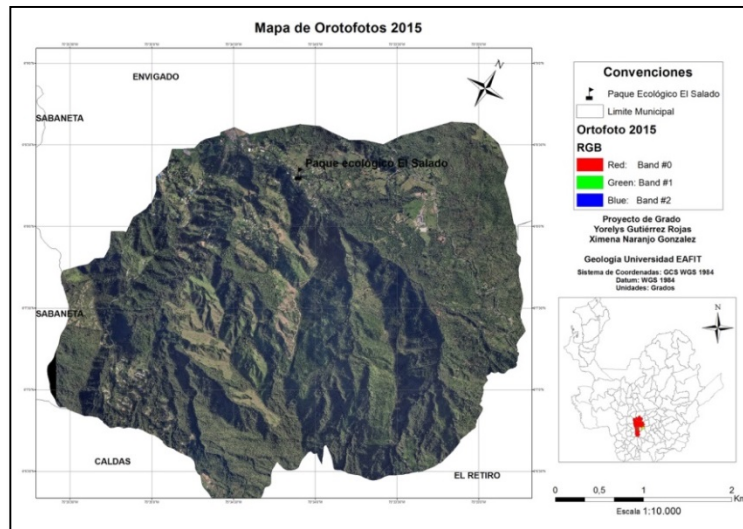 Mapa de Orotofotos 2015
ENVIGADO
SABANETA
Paque ecológico El Salado
SABANETA
CALDAS
EL RETIRO
N
Convenciones
Paque Ecológico El Salado
Limite Municipal
Ortofoto 2015
RGB
Red: Band #0
Green: Band #1
Blue: Band #2
Proyecto de Grado
Yorelys Gutiérrez Rojas
Ximena Naranjo Gonzalez
Geologia Universidad EAFIT
Sistema de Coordenadas: GCS WGS 1984
Datum: WGS 1984
Unidades: Grados
N
0 0,5 1 2
Km
Escala 1:10.000